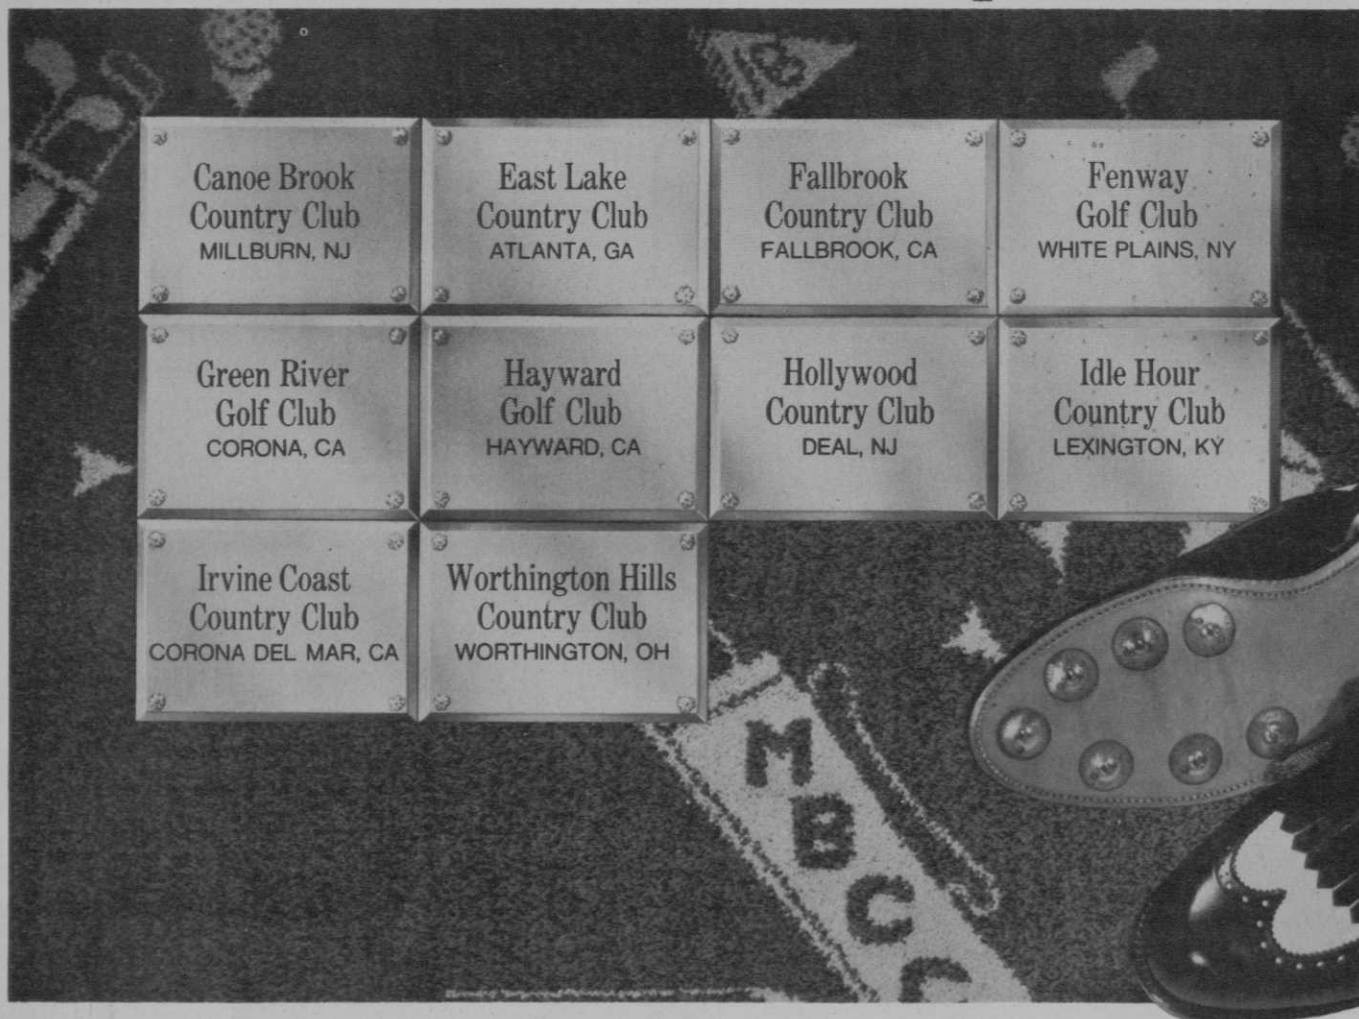 Canoe Brook
Country Club
MILLBURN, NJ
East Lake
Country Club
ATLANTA, GA
Fallbrook
Country Club
FALLBROOK, CA
Fenway
Golf Club
WHITE PLAINS, NY
Green River
Golf Club
CORONA, CA
Hayward
Golf Club
HAYWARD, CA
Hollywood
Country Club
DEAL, NJ
Idle Hour
Country Club
LEXINGTON, KY
Irvine Coast
Country Club
CORONA DEL MAR, CA
Worthington Hills
Country Club
WORTHINGTON, OH
M
B
C
C